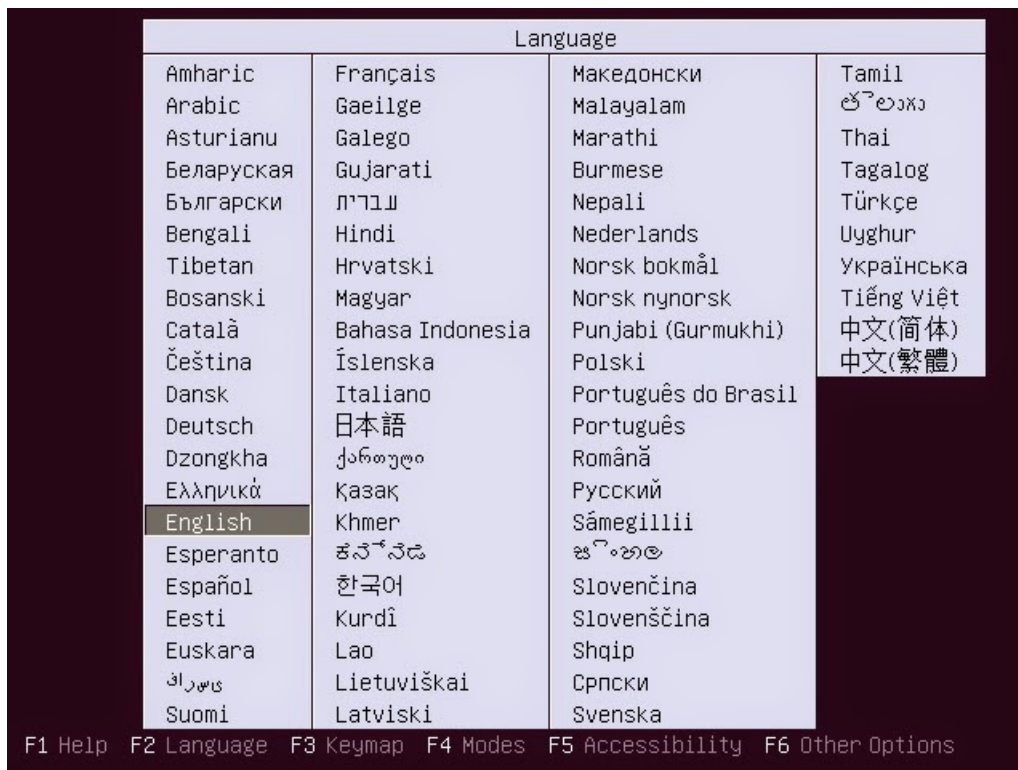 Language
Amharic
Arabic
Asturianu
Беларуская
Български
Bengali
Tibetan
Bosanski
Català
Čeština
Dansk
Deutsch
Dzongkha
Ελληνικά
English
Esperanto
Español
Eesti
Euskara
ﻰﺳرﺎﻓ
Suomi
Français
Gaeilge
Galego
Gujarati
עברית
Hindi
Hrvatski
Magyar
Bahasa Indonesia
Íslenska
Italiano
日本語
ქართული
Қазақ
Khmer
ಕನ್ನಡ
한국어
Kurdî
Lao
Lietuviškai
Latviski
Македонски
Malayalam
Marathi
Burmese
Nepali
Nederlands
Norsk bokmål
Norsk nynorsk
Punjabi (Gurmukhi)
Polski
Português do Brasil
Português
Română
Русский
Sámegillii
සිංහල
Slovenčina
Slovenščina
Shqip
Српски
Svenska
Tamil
తెలుగు
Thai
Tagalog
Türkçe
Uyghur
Українська
Tiếng Việt
中文(简体)
中文(繁體)
F1 Help F2 Language F3 Keymap F4 Modes F5 Accessibility F6 Other Options